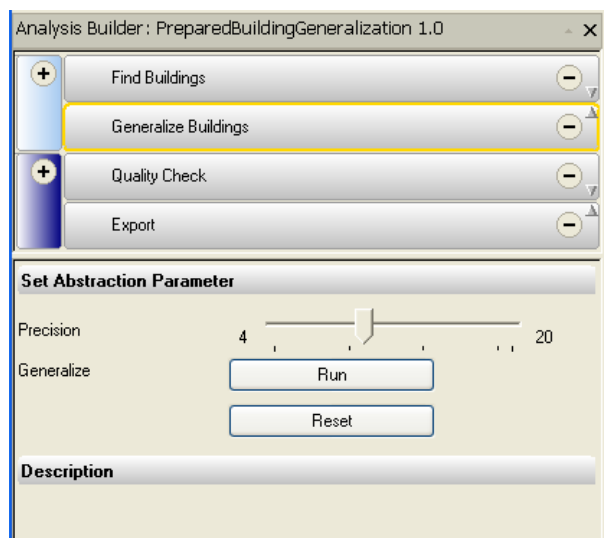 Analysis Builder: PreparedBuildingGeneralization 1.0
Find Buildings
Generalize Buildings
Quality Check
Export
Set Abstraction Parameter
Precision 4 20
Generalize Run
Reset
Description